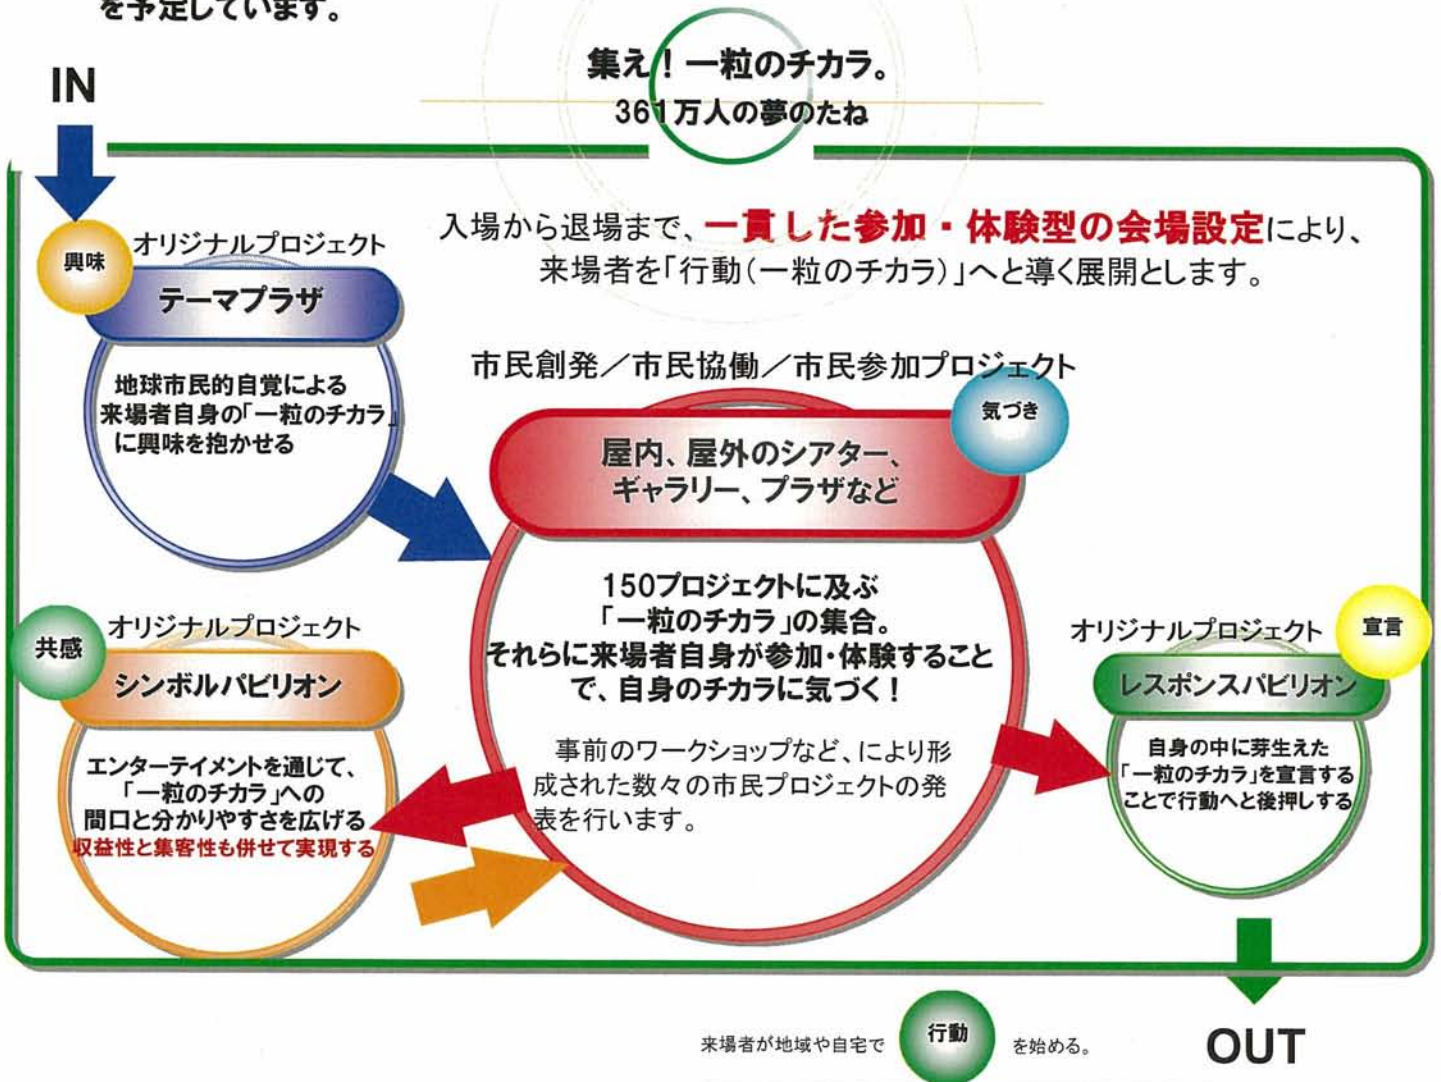 を予定しています。
IN
集え！一粒のチカラ。
361万人の夢のたね
入場から退場まで、一貫した参加・体験型の会場設定により、
来場者を「行動（一粒のチカラ）」へと導く展開とします。
興味
オリジナルプロジェクト
テーマプラザ
地球市民的自覚による
来場者自身の「一粒のチカラ」
に興味を抱かせる
市民創発／市民協働／市民参加プロジェクト
気づき
屋内、屋外のシアター、
ギャラリー、プラザなど
150プロジェクトに及ぶ
「一粒のチカラ」の集合。
それらに来場者自身が参加・体験すること
で、自身のチカラに気づく！
事前のワークショップなど、により形
成された数々の市民プロジェクトの発
表を行います。
共感
オリジナルプロジェクト
シンボルパビリオン
エンターテイメントを通じて、
「一粒のチカラ」への
間口と分かりやすさを広げる
収益性と集客性も併せて実現する
オリジナルプロジェクト
宣言
レスポンスパビリオン
自身の中に芽生えた
「一粒のチカラ」を宣言する
ことで行動へと後押しする
来場者が地域や自宅で 行動 を始める。
OUT